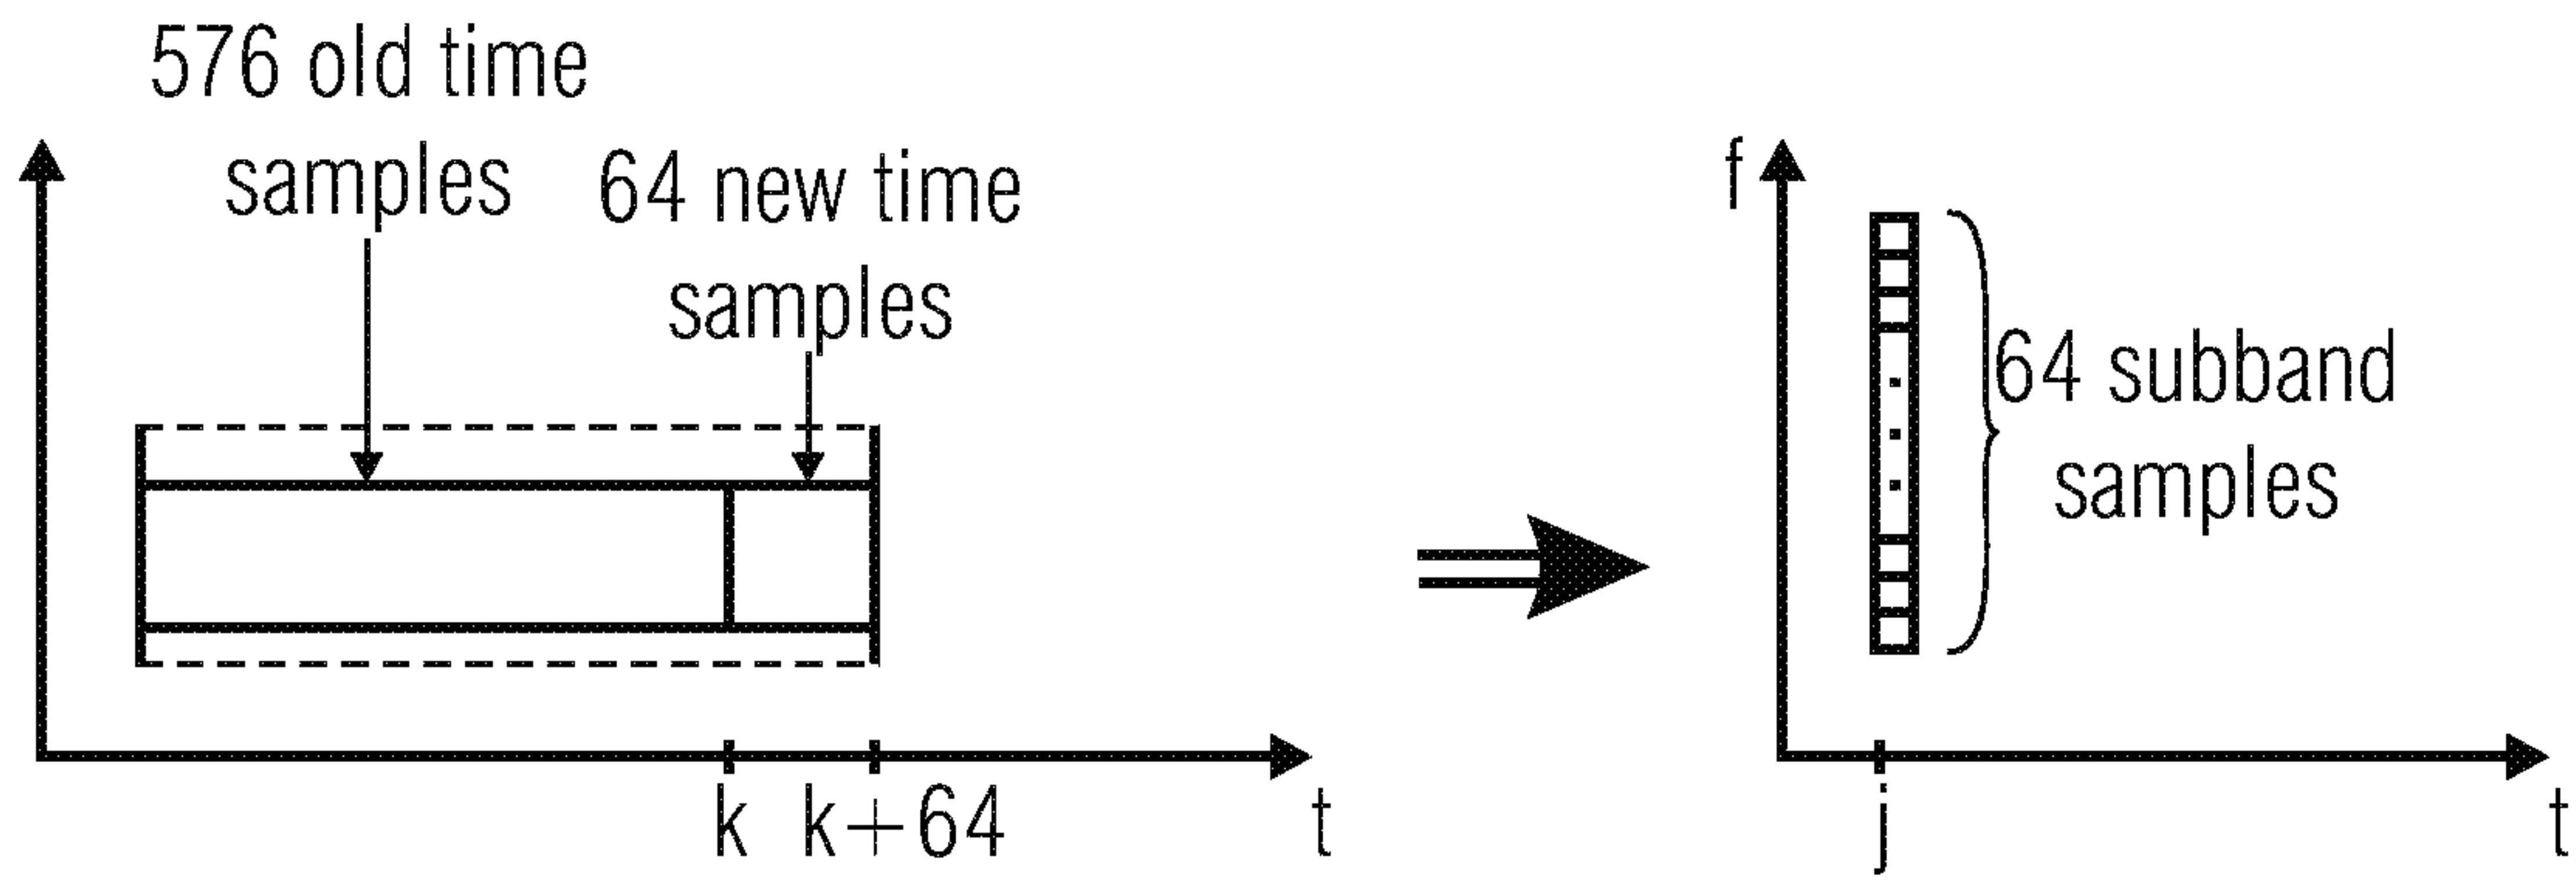 576 old time
samples
64 new time
samples
k
k+64
t
f
64 subband
samples
j
t